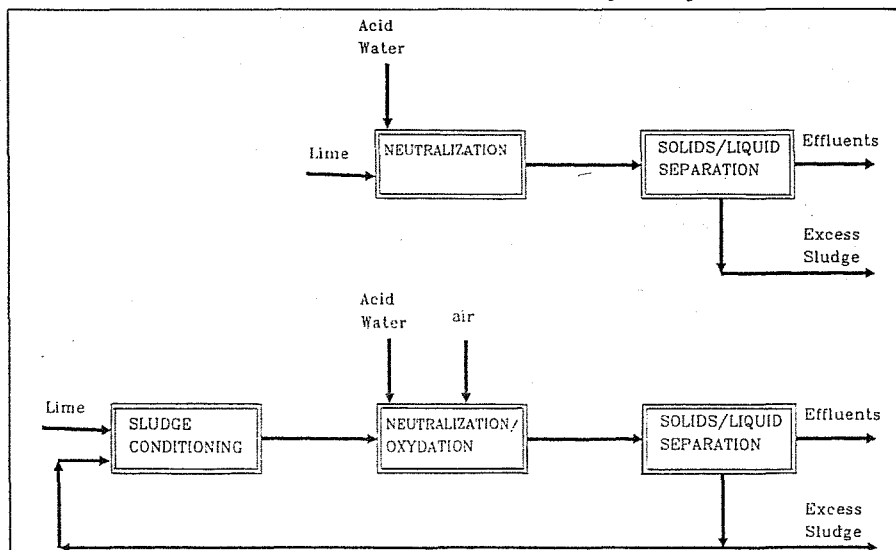 Acid
Water
Lime
NEUTRALIZATION
SOLIDS/LIQUID
SEPARATION
Effluents
Excess
Sludge
Acid
Water
air
Lime
SLUDGE
CONDITIONING
NEUTRALIZATION/
OXYDATION
SOLIDS/LIQUID
SEPARATION
Effluents
Excess
Sludge